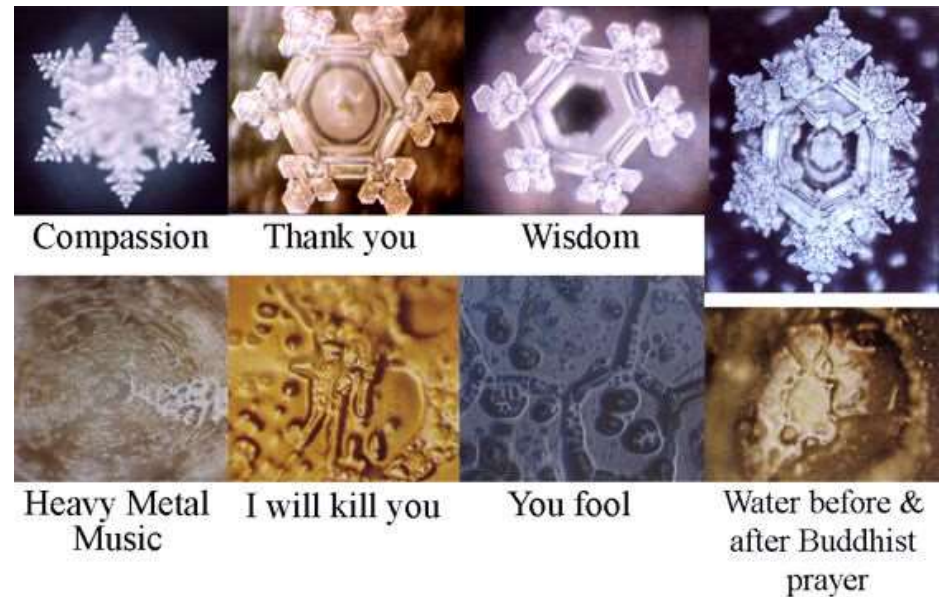 Compassion
Thank you
Wisdom
Heavy Metal
Music
I will kill you
You fool
Water before &
after Buddhist
prayer